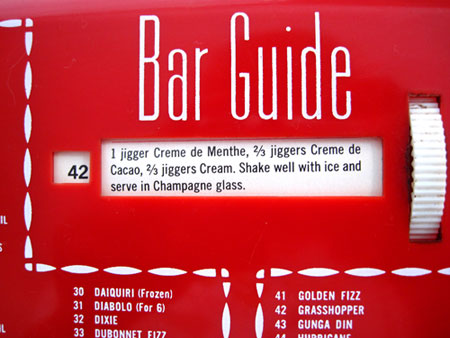 Bar Guide
42
1 jigger Creme de Menthe, ⅔ jiggers Creme de
Cacao, ⅔ jiggers Cream. Shake well with ice and
serve in Champagne glass.
30 DAIQUIRI (Frozen)
31 DIABOLO (For 6)
32 DIXIE
33 DUBONNET FIZZ
41 GOLDEN FIZZ
42 GRASSHOPPER
43 GUNGA DIN
44 HURRICANE